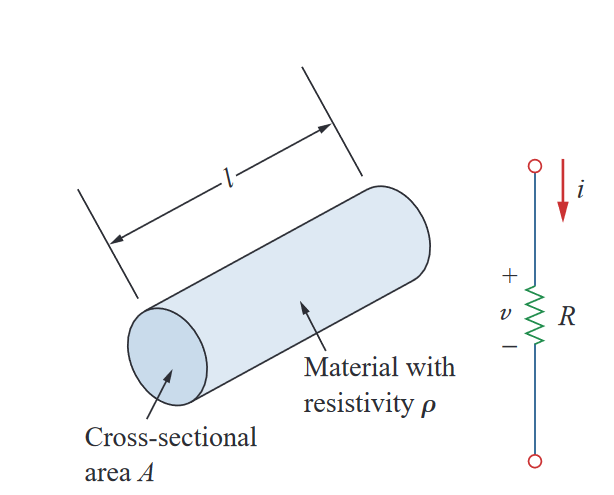 l
i
+
v
R
−
Material with
resistivity ρ
Cross-sectional
area A